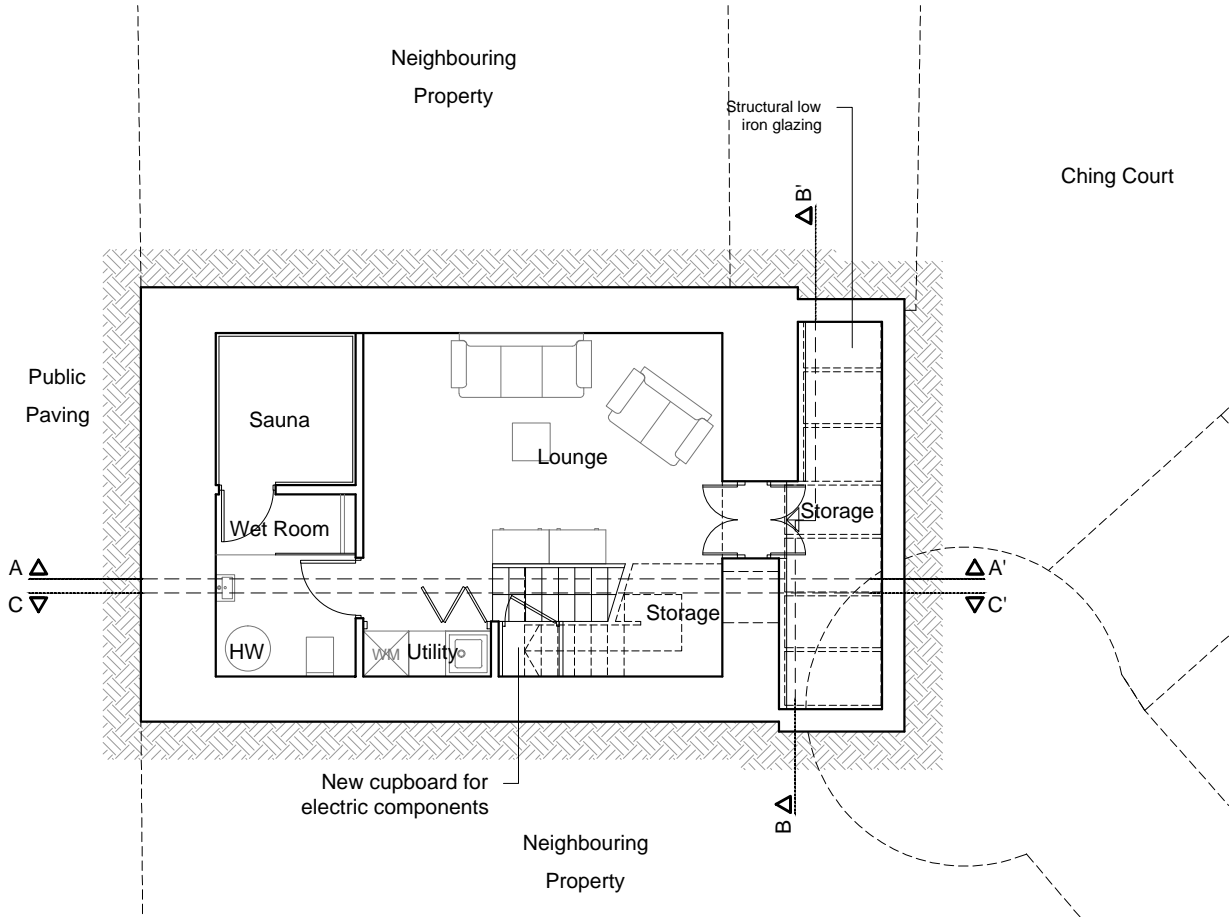 Neighbouring
Property
Structural low
iron glazing
Ching Court
B'
Public
Paving
Sauna
Lounge
Wet Room
Storage
A
C
A'
C'
Storage
HW
WM
Utility
New cupboard for
electric components
B
Neighbouring
Property